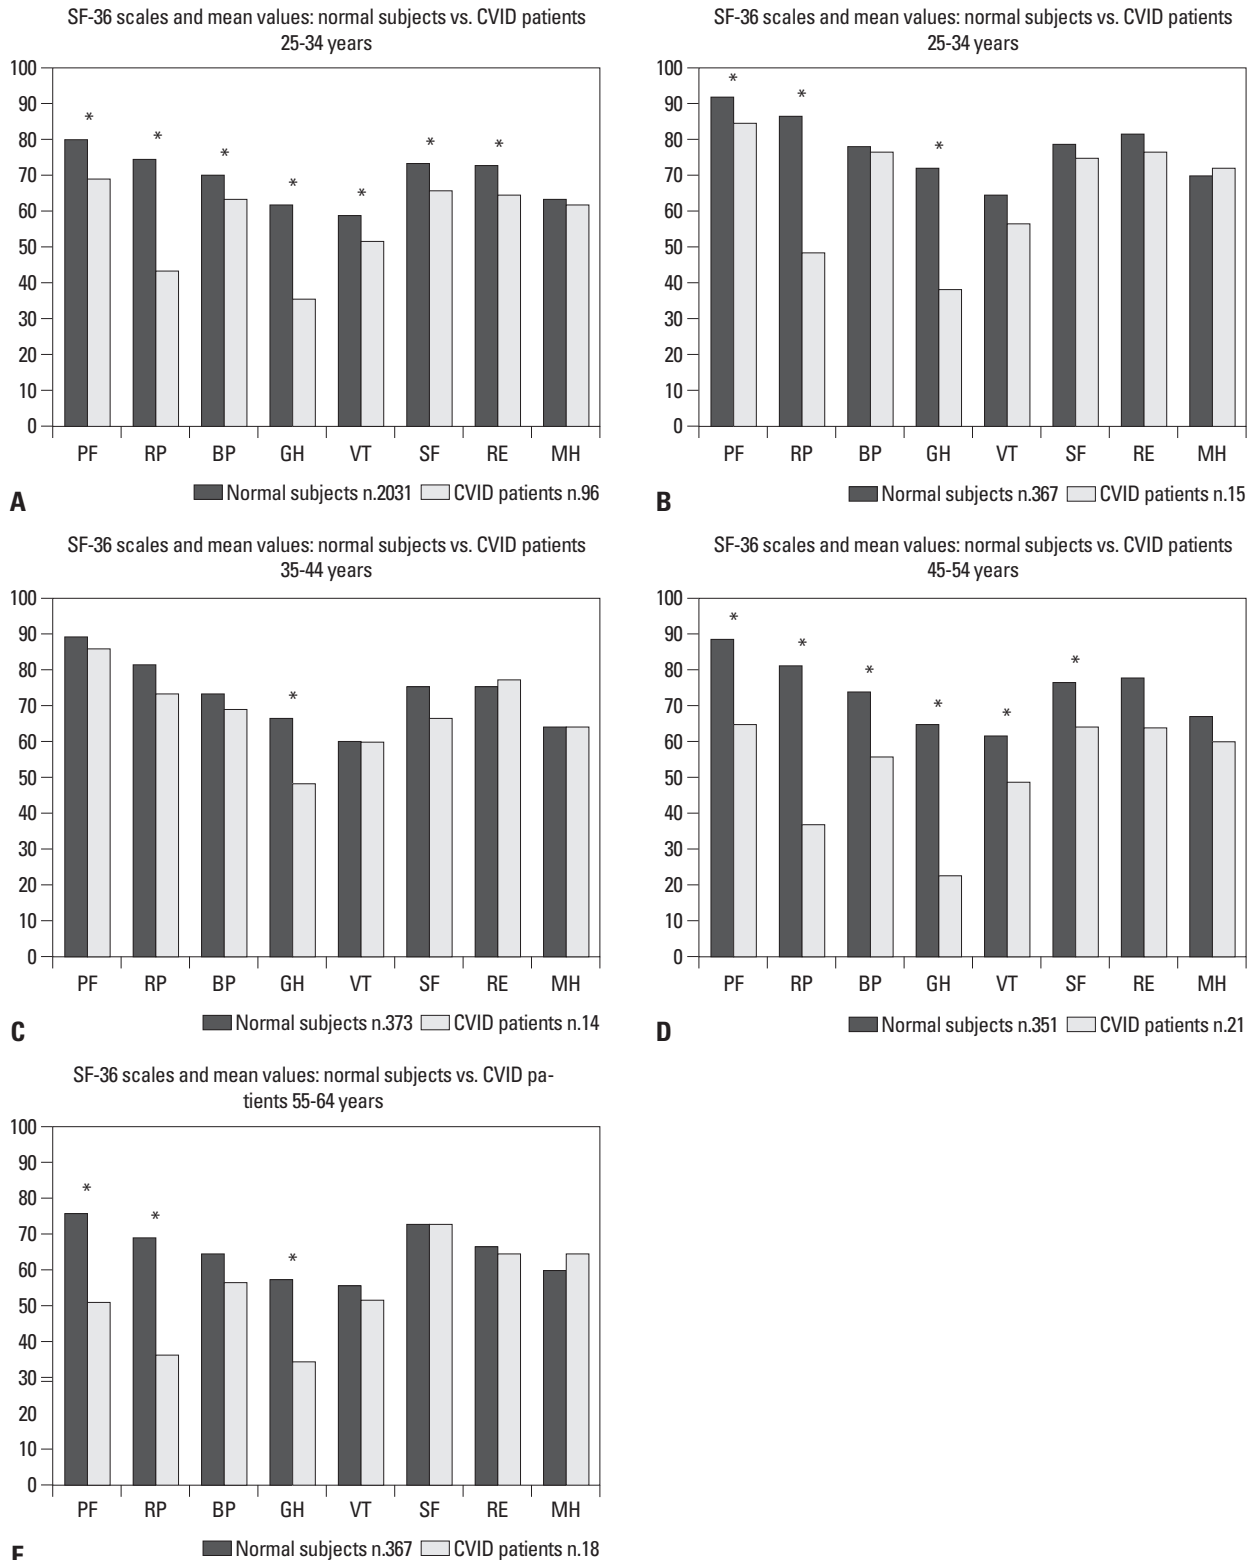 SF-36 scales and mean values: normal subjects vs. CVID patients
25-34 years
100
90
80
70
60
50
40
30
20
10
0
* * * * * * *
PF RP BP GH VT SF RE MH
Normal subjects n.2031 CVID patients n.96
A
SF-36 scales and mean values: normal subjects vs. CVID patients
25-34 years
100
90
80
70
60
50
40
30
20
10
0
* * *
PF RP BP GH VT SF RE MH
Normal subjects n.367 CVID patients n.15
B
SF-36 scales and mean values: normal subjects vs. CVID patients
35-44 years
100
90
80
70
60
50
40
30
20
10
0
*
PF RP BP GH VT SF RE MH
Normal subjects n.373 CVID patients n.14
C
SF-36 scales and mean values: normal subjects vs. CVID patients
45-54 years
100
90
80
70
60
50
40
30
20
10
0
* * * * * *
PF RP BP GH VT SF RE MH
Normal subjects n.351 CVID patients n.21
D
SF-36 scales and mean values: normal subjects vs. CVID pa-
tients 55-64 years
100
90
80
70
60
50
40
30
20
10
0
* * *
PF RP BP GH VT SF RE MH
Normal subjects n.367 CVID patients n.18
E